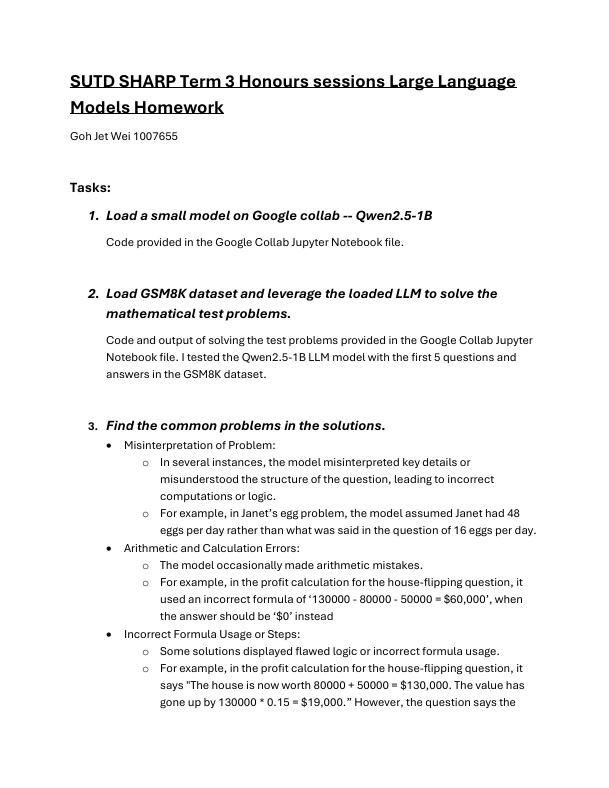 SUTD SHARP Term 3 Honours sessions Large Language
Models Homework
Goh Jet Wei 1007655
Tasks:
1. Load a small model on Google collab -- Qwen2.5-1B
Code provided in the Google Collab Jupyter Notebook file.
2. Load GSM8K dataset and leverage the loaded LLM to solve the
mathematical test problems.
Code and output of solving the test problems provided in the Google Collab Jupyter
Notebook file. I tested the Qwen2.5-1B LLM model with the first 5 questions and
answers in the GSM8K dataset.
3. Find the common problems in the solutions.
• Misinterpretation of Problem:
o In several instances, the model misinterpreted key details or
misunderstood the structure of the question, leading to incorrect
computations or logic.
o For example, in Janet’s egg problem, the model assumed Janet had 48
eggs per day rather than what was said in the question of 16 eggs per day.
• Arithmetic and Calculation Errors:
o The model occasionally made arithmetic mistakes.
o For example, in the profit calculation for the house-flipping question, it
used an incorrect formula of ‘130000 - 80000 - 50000 = $60,000’, when
the answer should be ‘$0’ instead
• Incorrect Formula Usage or Steps:
o Some solutions displayed flawed logic or incorrect formula usage.
o For example, in the profit calculation for the house-flipping question, it
says "The house is now worth 80000 + 50000 = $130,000. The value has
gone up by 130000 * 0.15 = $19,000.” However, the question says the